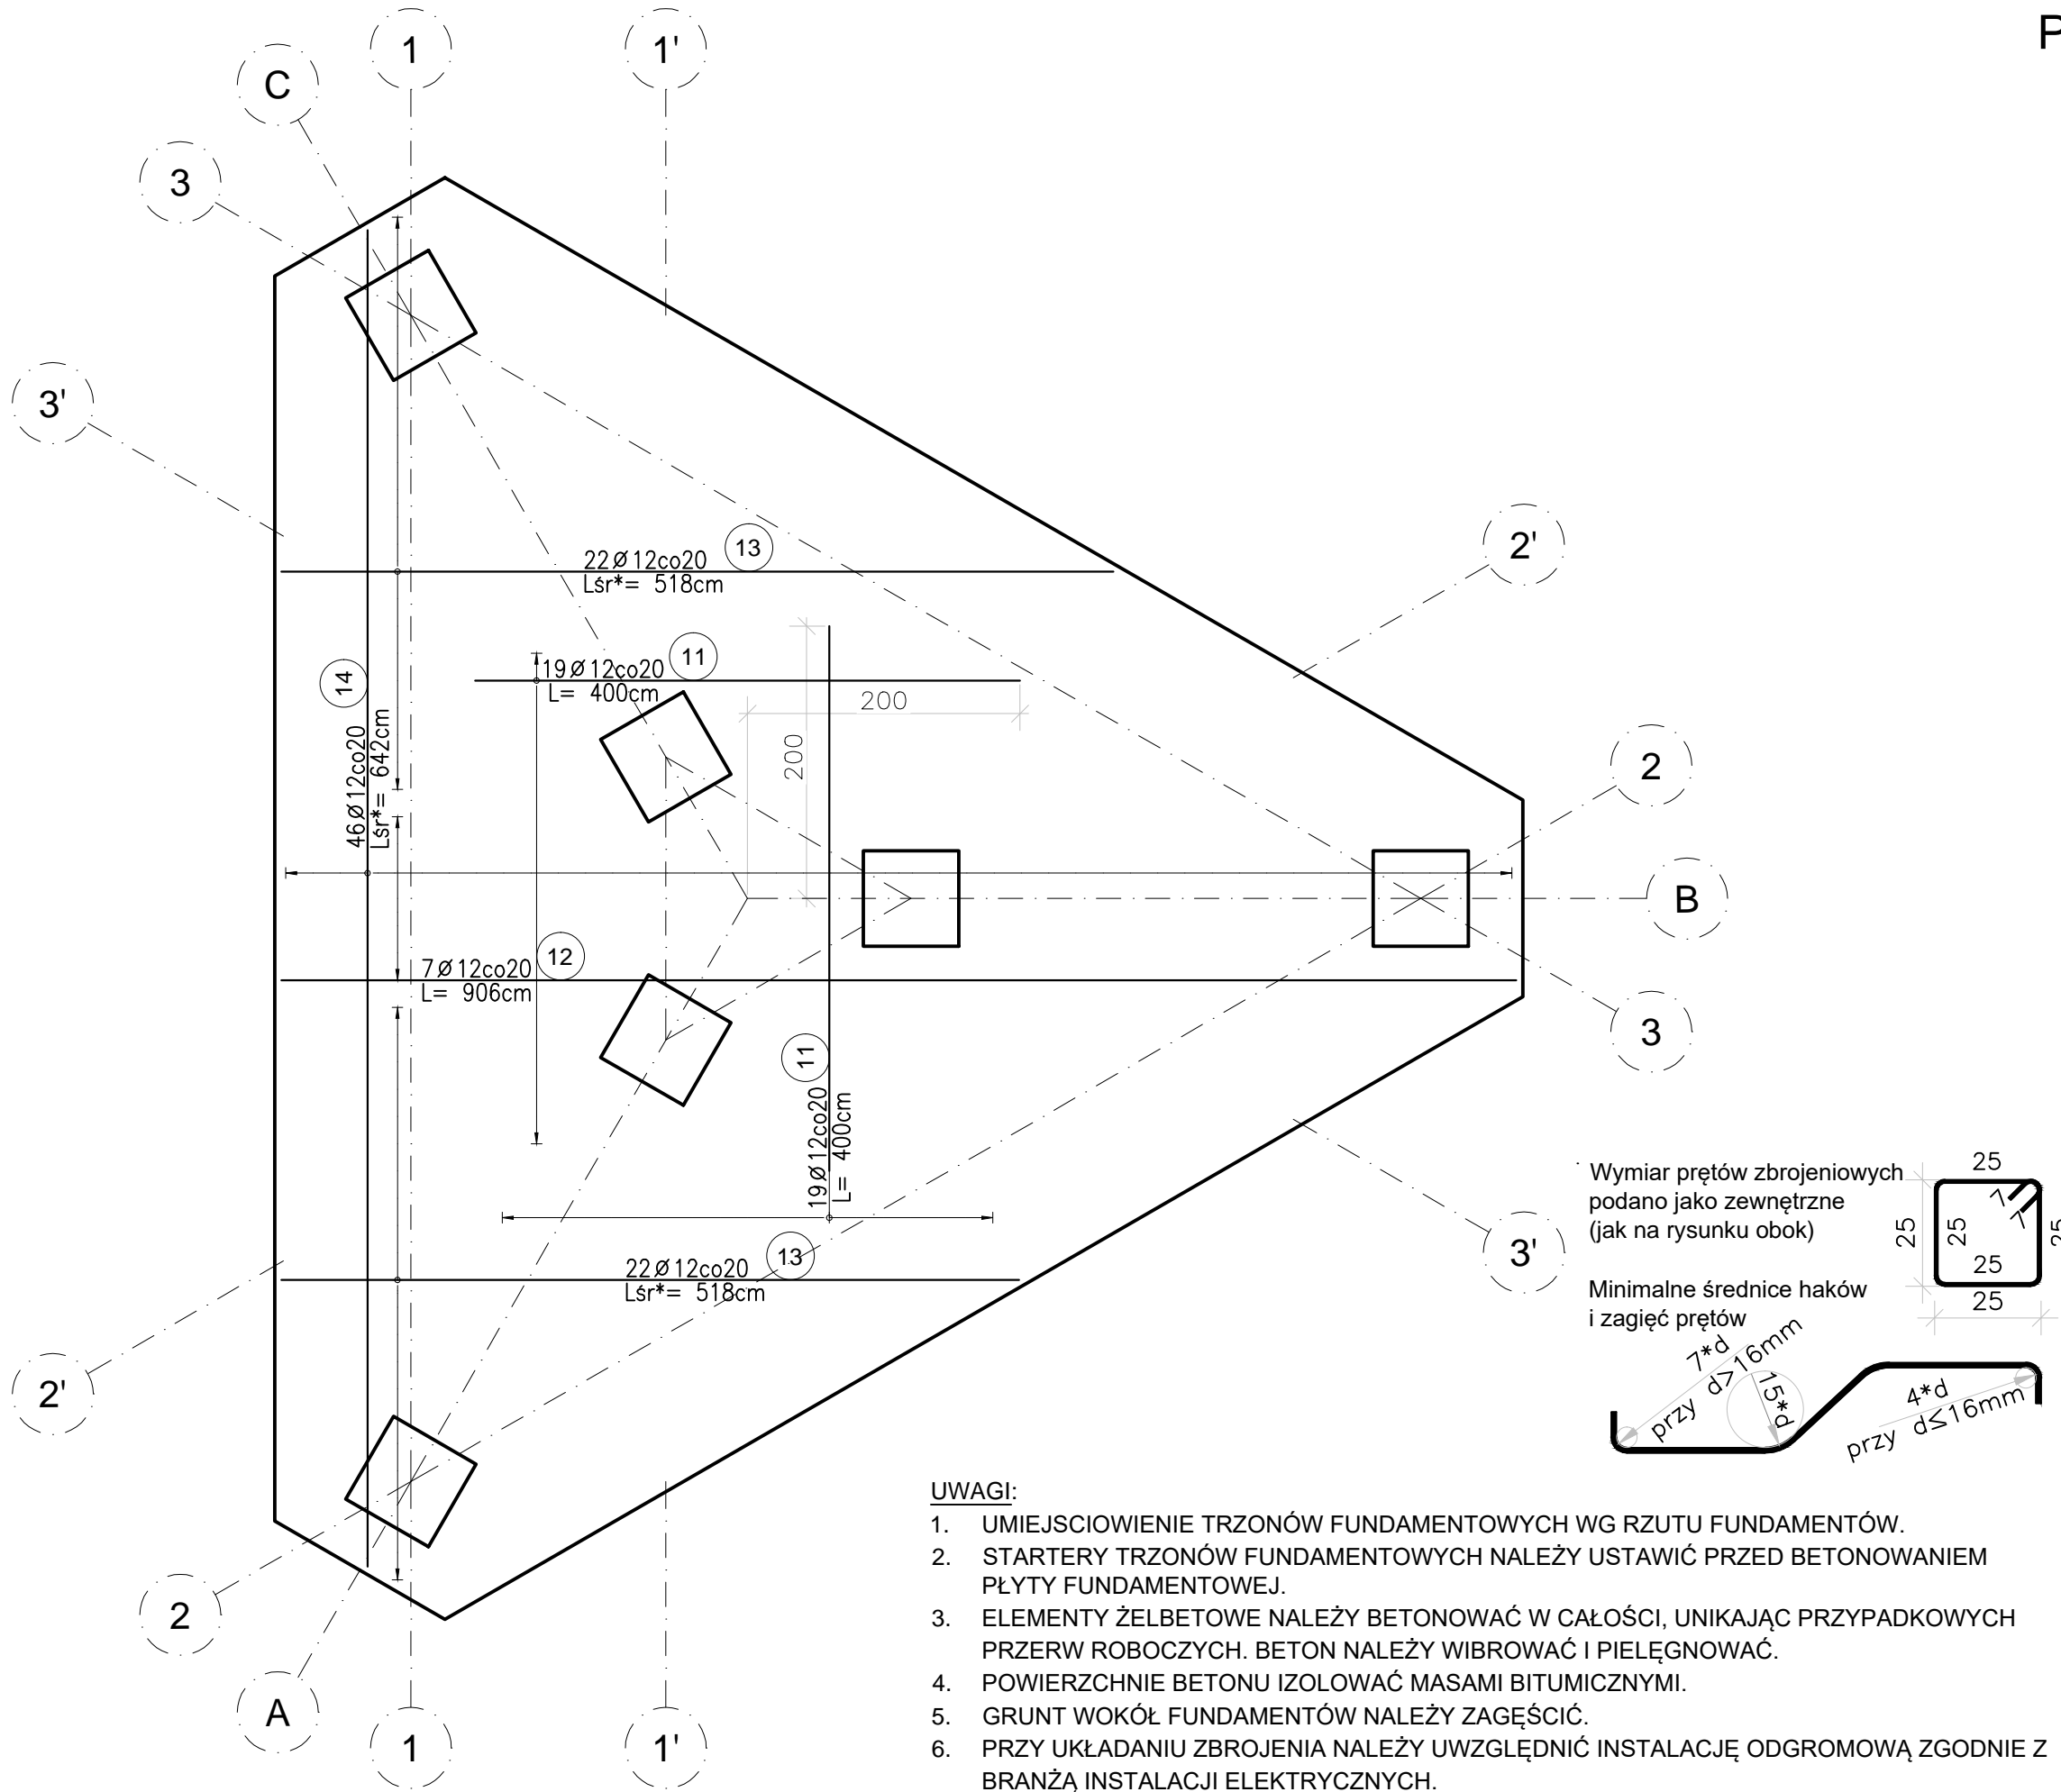 P
1
1'
C
3
3'
22Ø12co20
Lśr*= 518cm
13
2'
19Ø12co20
L= 400cm
11
200
200
14
46Ø12co20
Lśr*= 642cm
2
B
7Ø12co20
L= 906cm
12
3
11
19Ø12co20
L= 400cm
22Ø12co20
Lśr*= 518cm
13
3'
2'
2
A
1
1'
Wymiar prętów zbrojeniowych
podano jako zewnętrzne
(jak na rysunku obok)
25
25
25
25
25
25
7
7
Minimalne średnice haków
i zagięć prętów
7*d
przy d>16mm
15*d
4*d
przy d≤16mm
UWAGI:
1. UMIEJSCIOWIENIE TRZONÓW FUNDAMENTOWYCH WG RZUTU FUNDAMENTÓW.
2. STARTERY TRZONÓW FUNDAMENTOWYCH NALEŻY USTAWIĆ PRZED BETONOWANIEM
PŁYTY FUNDAMENTOWEJ.
3. ELEMENTY ŻELBETOWE NALEŻY BETONOWAĆ W CAŁOŚCI, UNIKAJĄC PRZYPADKOWYCH
PRZERW ROBOCZYCH. BETON NALEŻY WIBROWAĆ I PIELĘGNOWAĆ.
4. POWIERZCHNIE BETONU IZOLOWAĆ MASAMI BITUMICZNYMI.
5. GRUNT WOKÓŁ FUNDAMENTÓW NALEŻY ZAGĘŚCIĆ.
6. PRZY UKŁADANIU ZBROJENIA NALEŻY UWZGLĘDNIĆ INSTALACJĘ ODGROMOWĄ ZGODNIE Z
BRANŻĄ INSTALACJI ELEKTRYCZNYCH.